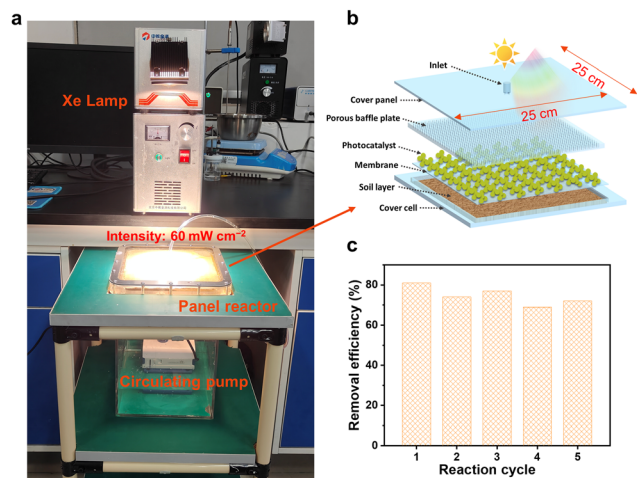 a
Xe Lamp
Intensity: 60 mW cm⁻²
Panel reactor
Circulating pump
b
Inlet
25 cm
Cover panel
25 cm
Porous baffle plate
Photocatalyst
Membrane
Soil layer
Cover cell
c
Removal efficiency (%)
100
80
60
40
20
0
1 2 3 4 5
Reaction cycle